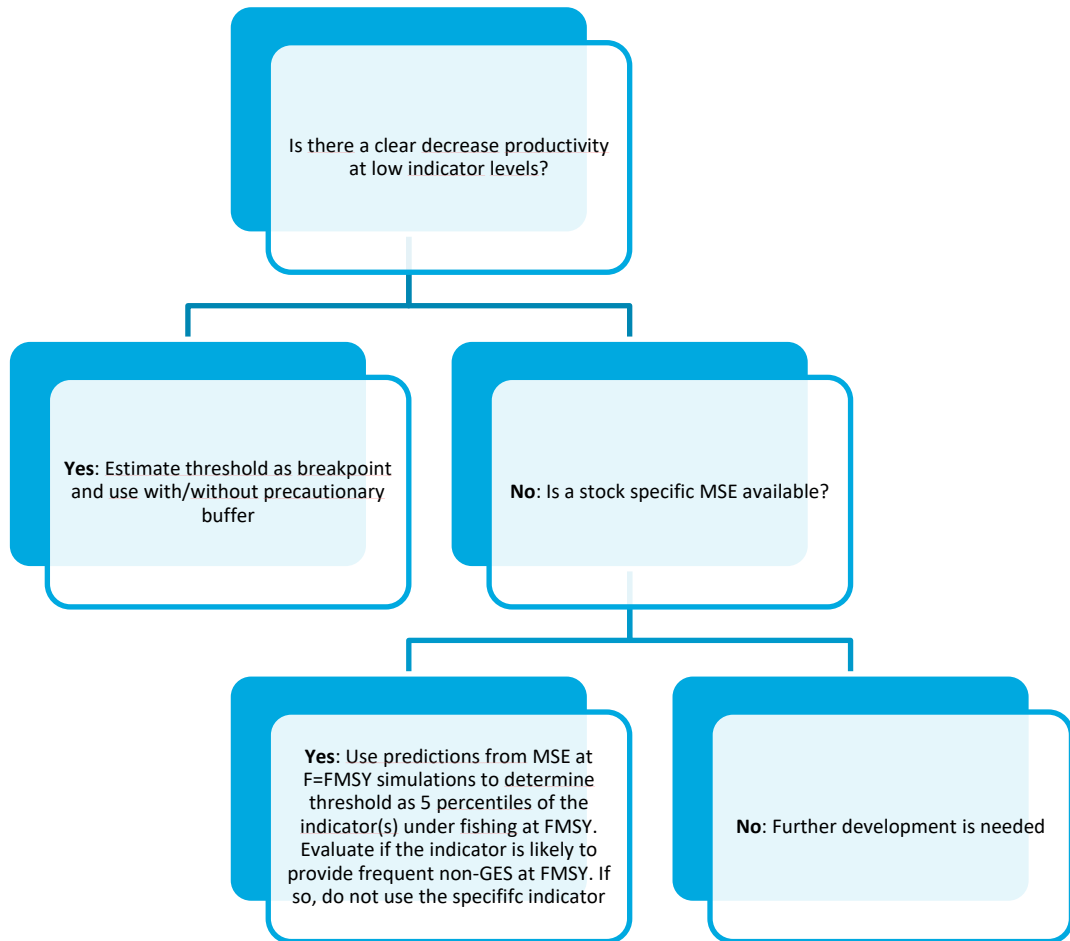 Is there a clear decrease productivity
at low indicator levels?
Yes: Estimate threshold as breakpoint
and use with/without precautionary
buffer
No: Is a stock specific MSE available?
Yes: Use predictions from MSE at
F=FMSY simulations to determine
threshold as 5 percentiles of the
indicator(s) under fishing at FMSY.
Evaluate if the indicator is likely to
provide frequent non-GES at FMSY. If
so, do not use the specififc indicator
No: Further development is needed